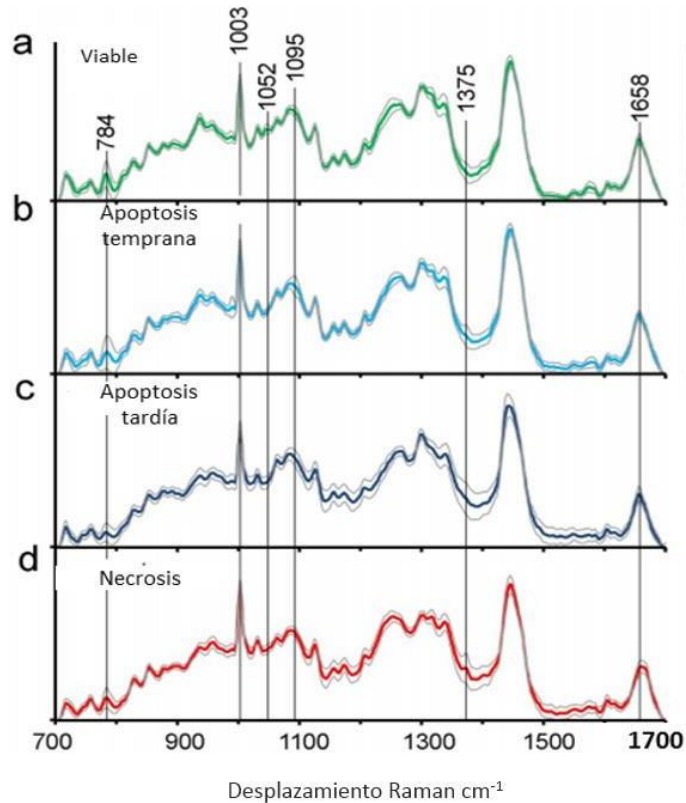 a
Viable
784
1003
1052
1095
1375
1658
b
Apoptosis
temprana
c
Apoptosis
tardía
d
Necrosis
700 900 1100 1300 1500 1700
Desplazamiento Raman cm⁻¹